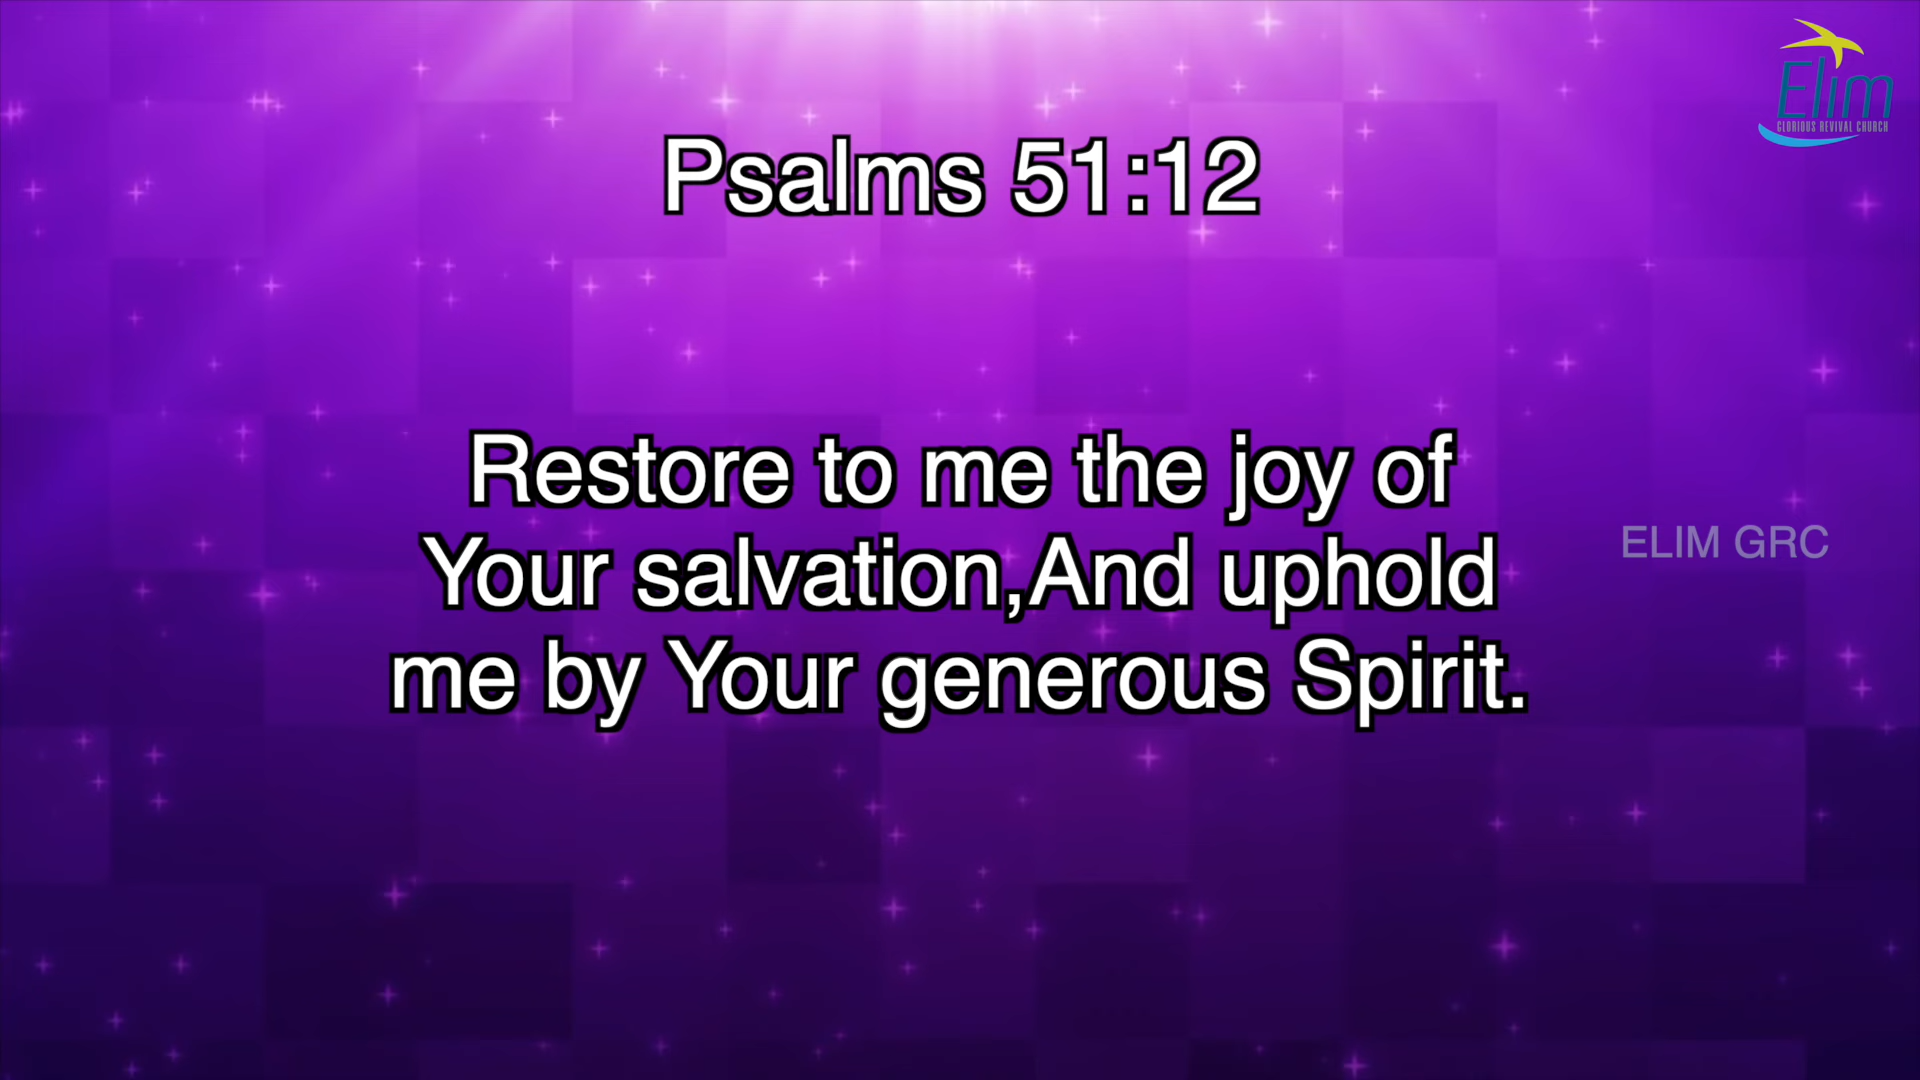 Elim
GLORIOUS REVIVAL CHURCH
Psalms 51:12
Restore to me the joy of
Your salvation,And uphold
me by Your generous Spirit.
ELIM GRC